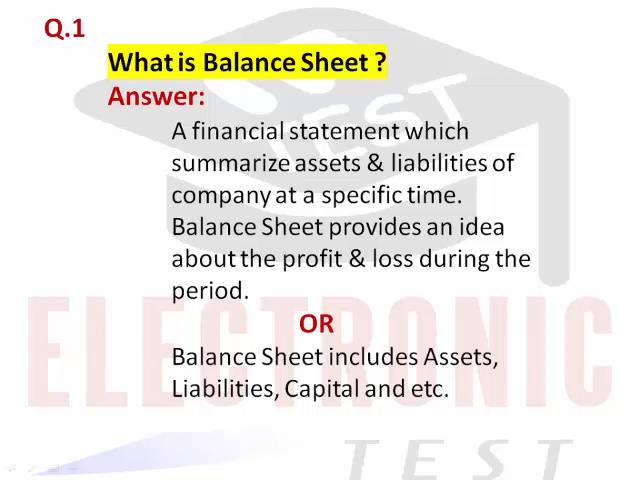 Q.1
What is Balance Sheet ?
Answer:
A financial statement which
summarize assets & liabilities of
company at a specific time.
Balance Sheet provides an idea
about the profit & loss during the
period.
OR
Balance Sheet includes Assets,
Liabilities, Capital and etc.
TEST
ELECTRONIC
TEST